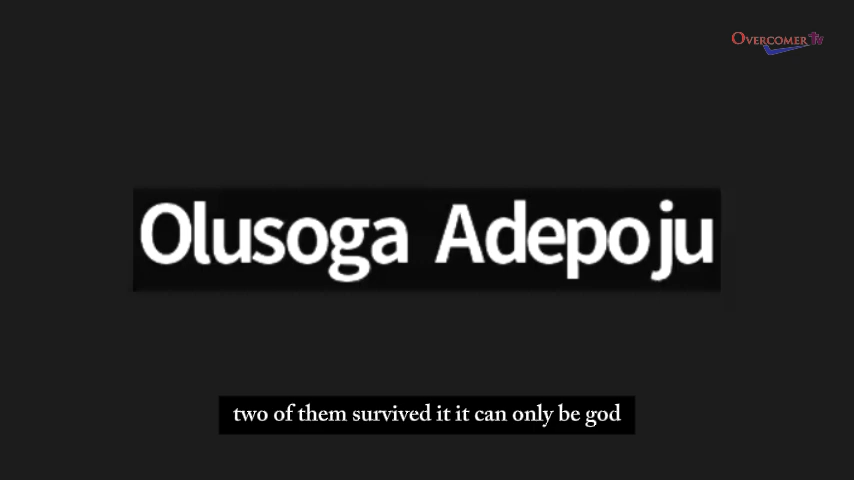 OVERCOMER TV
Olusoga Adepoju
two of them survived it it can only be god